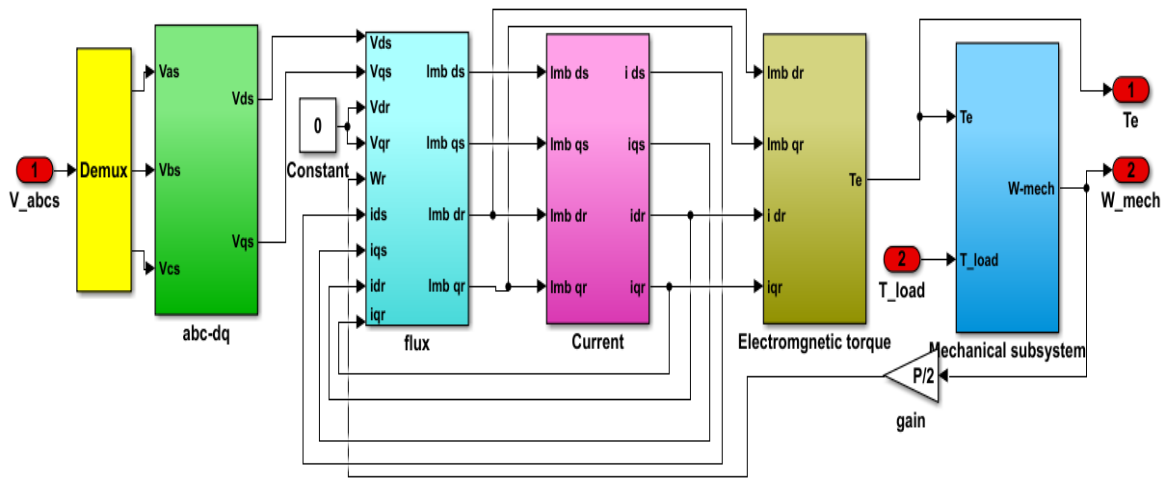 1
V_abcs
Demux
Vas
Vbs
Vcs
Vds
Vqs
abc-dq
0
Constant
Vds
Vqs
Vdr
Vqr
Wr
ids
iqs
idr
iqr
lmb ds
lmb qs
lmb dr
lmb qr
flux
lmb ds
lmb qs
lmb dr
lmb qr
i ds
iqs
idr
iqr
Current
lmb dr
lmb qr
i dr
iqr
Te
Electromgnetic torque
2
T_load
Te
T_load
W-mech
Mechanical subsystem
P/2
gain
1
Te
2
W_mech